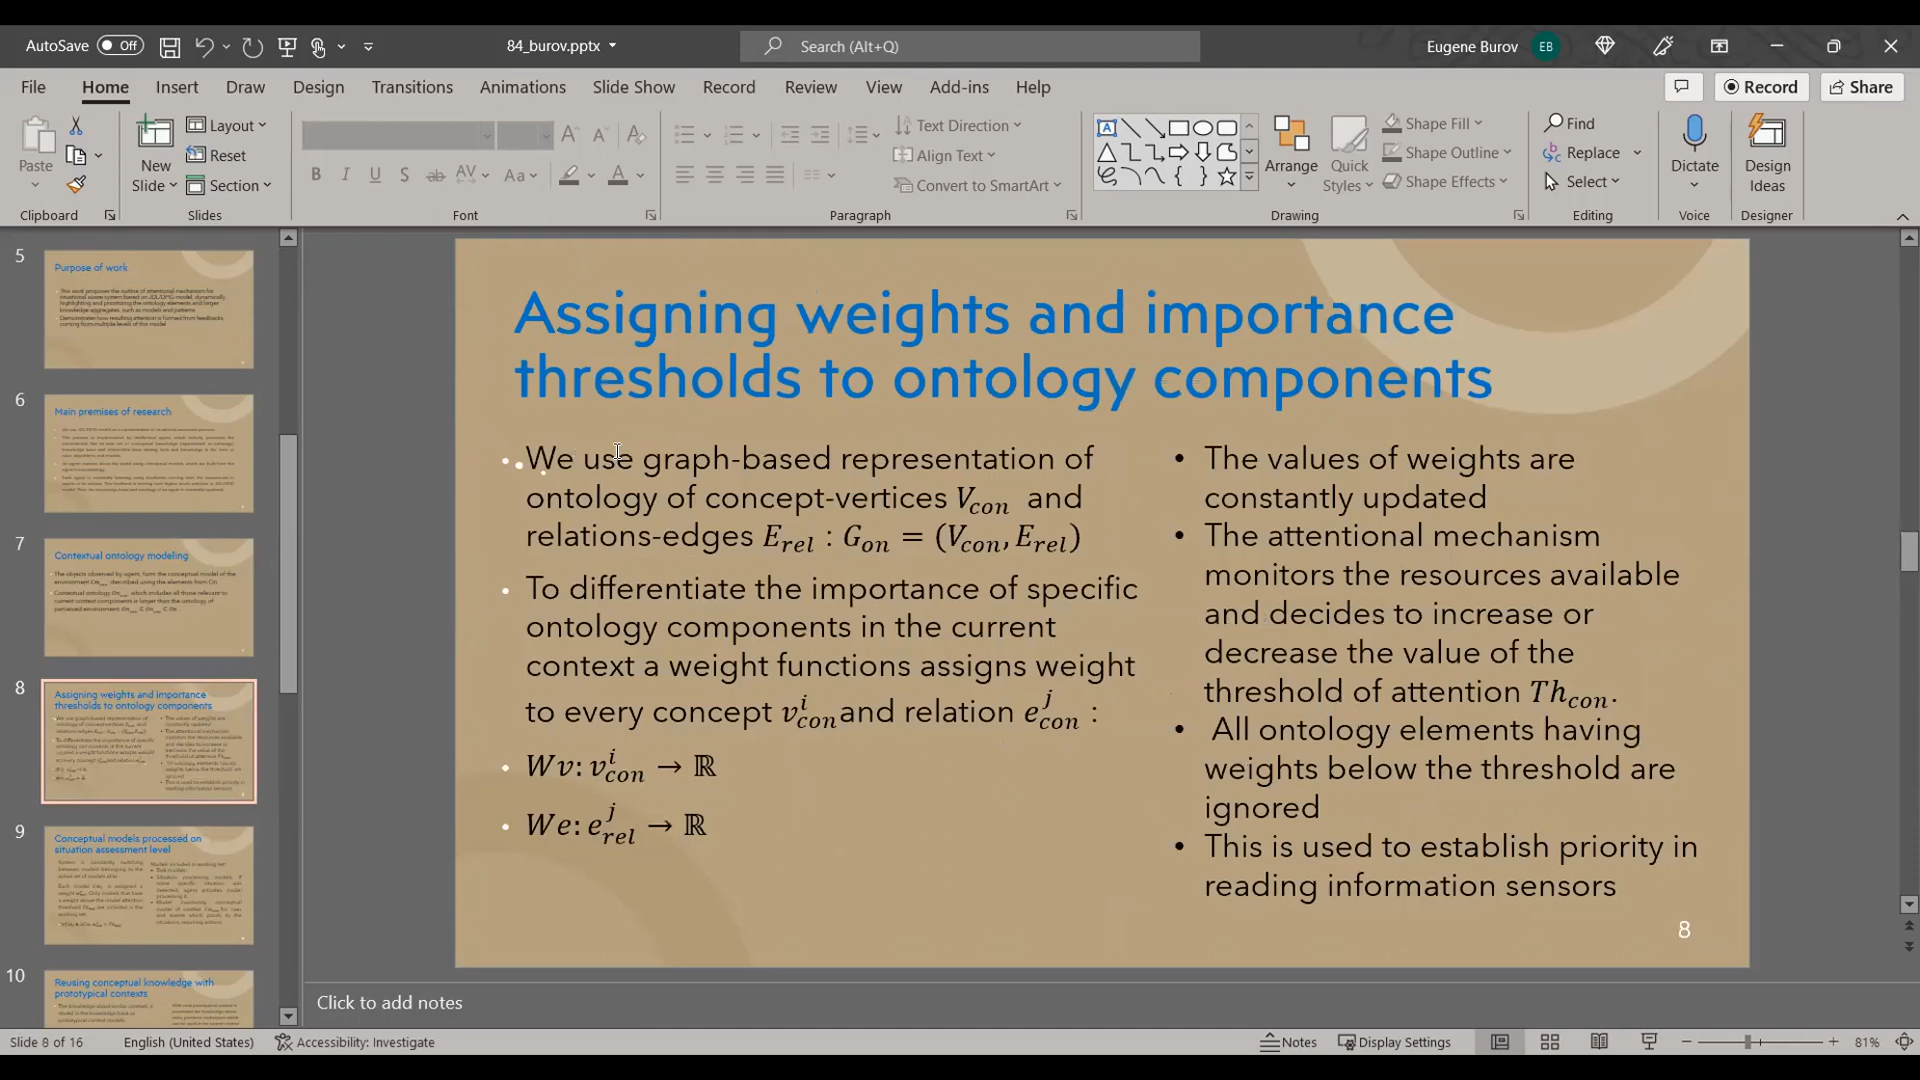 AutoSave Off
84_burov.pptx
Search (Alt+Q)
Eugene Burov EB
File Home Insert Draw Design Transitions Animations Slide Show Record Review View Add-ins Help
Record Share
Paste
New
Slide
Layout
Reset
Section
B I U S ab AV Aa A
Text Direction
Align Text
Convert to SmartArt
Arrange
Quick
Styles
Shape Fill
Shape Outline
Shape Effects
Find
Replace
Select
Dictate
Design
Ideas
Clipboard Slides Font Paragraph Drawing Editing Voice Designer
5
Purpose of work
6
Main premises of research
7
Contextual ontology modeling
8
Assigning weights and importance
thresholds to ontology components
9
Conceptual models processed on
situation assessment level
10
Reusing conceptual knowledge with
prototypical contexts
Assigning weights and importance
thresholds to ontology components
• We use graph-based representation of
ontology of concept-vertices V_con and
relations-edges E_rel : G_on = (V_con, E_rel)
• To differentiate the importance of specific
ontology components in the current
context a weight functions assigns weight
to every concept v^i_con and relation e^j_con :
• Wv: v^i_con → ℝ
• We: e^j_rel → ℝ
• The values of weights are
constantly updated
• The attentional mechanism
monitors the resources available
and decides to increase or
decrease the value of the
threshold of attention Th_con.
• All ontology elements having
weights below the threshold are
ignored
• This is used to establish priority in
reading information sensors
8
Click to add notes
Slide 8 of 16 English (United States) Accessibility: Investigate Notes Display Settings 81%